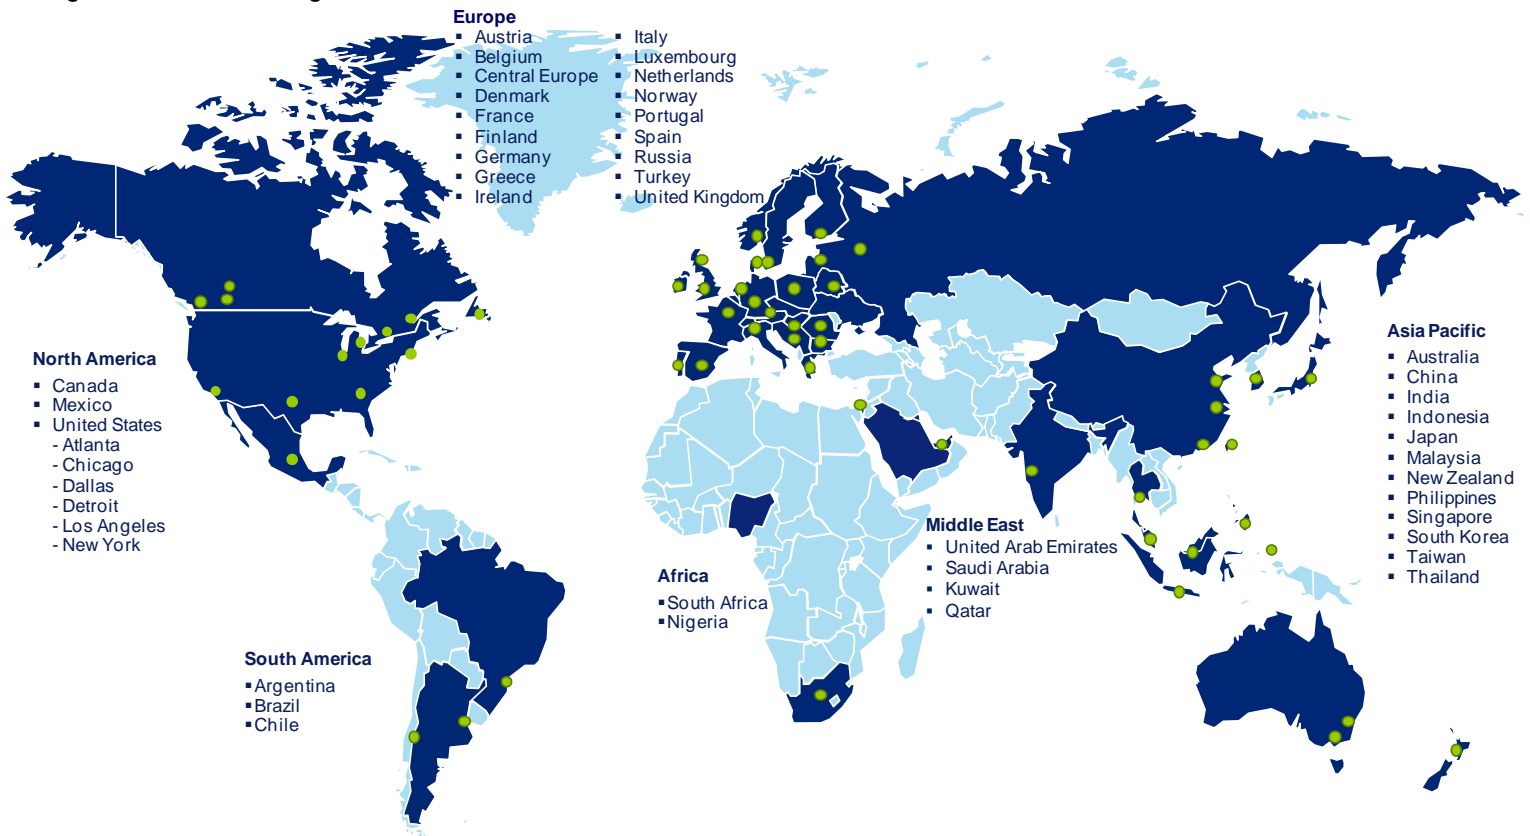 Europe
▪ Austria
▪ Belgium
▪ Central Europe
▪ Denmark
▪ France
▪ Finland
▪ Germany
▪ Greece
▪ Ireland
▪ Italy
▪ Luxembourg
▪ Netherlands
▪ Norway
▪ Portugal
▪ Spain
▪ Russia
▪ Turkey
▪ United Kingdom
North America
▪ Canada
▪ Mexico
▪ United States
- Atlanta
- Chicago
- Dallas
- Detroit
- Los Angeles
- New York
South America
▪ Argentina
▪ Brazil
▪ Chile
Africa
▪ South Africa
▪ Nigeria
Middle East
▪ United Arab Emirates
▪ Saudi Arabia
▪ Kuwait
▪ Qatar
Asia Pacific
▪ Australia
▪ China
▪ India
▪ Indonesia
▪ Japan
▪ Malaysia
▪ New Zealand
▪ Philippines
▪ Singapore
▪ South Korea
▪ Taiwan
▪ Thailand